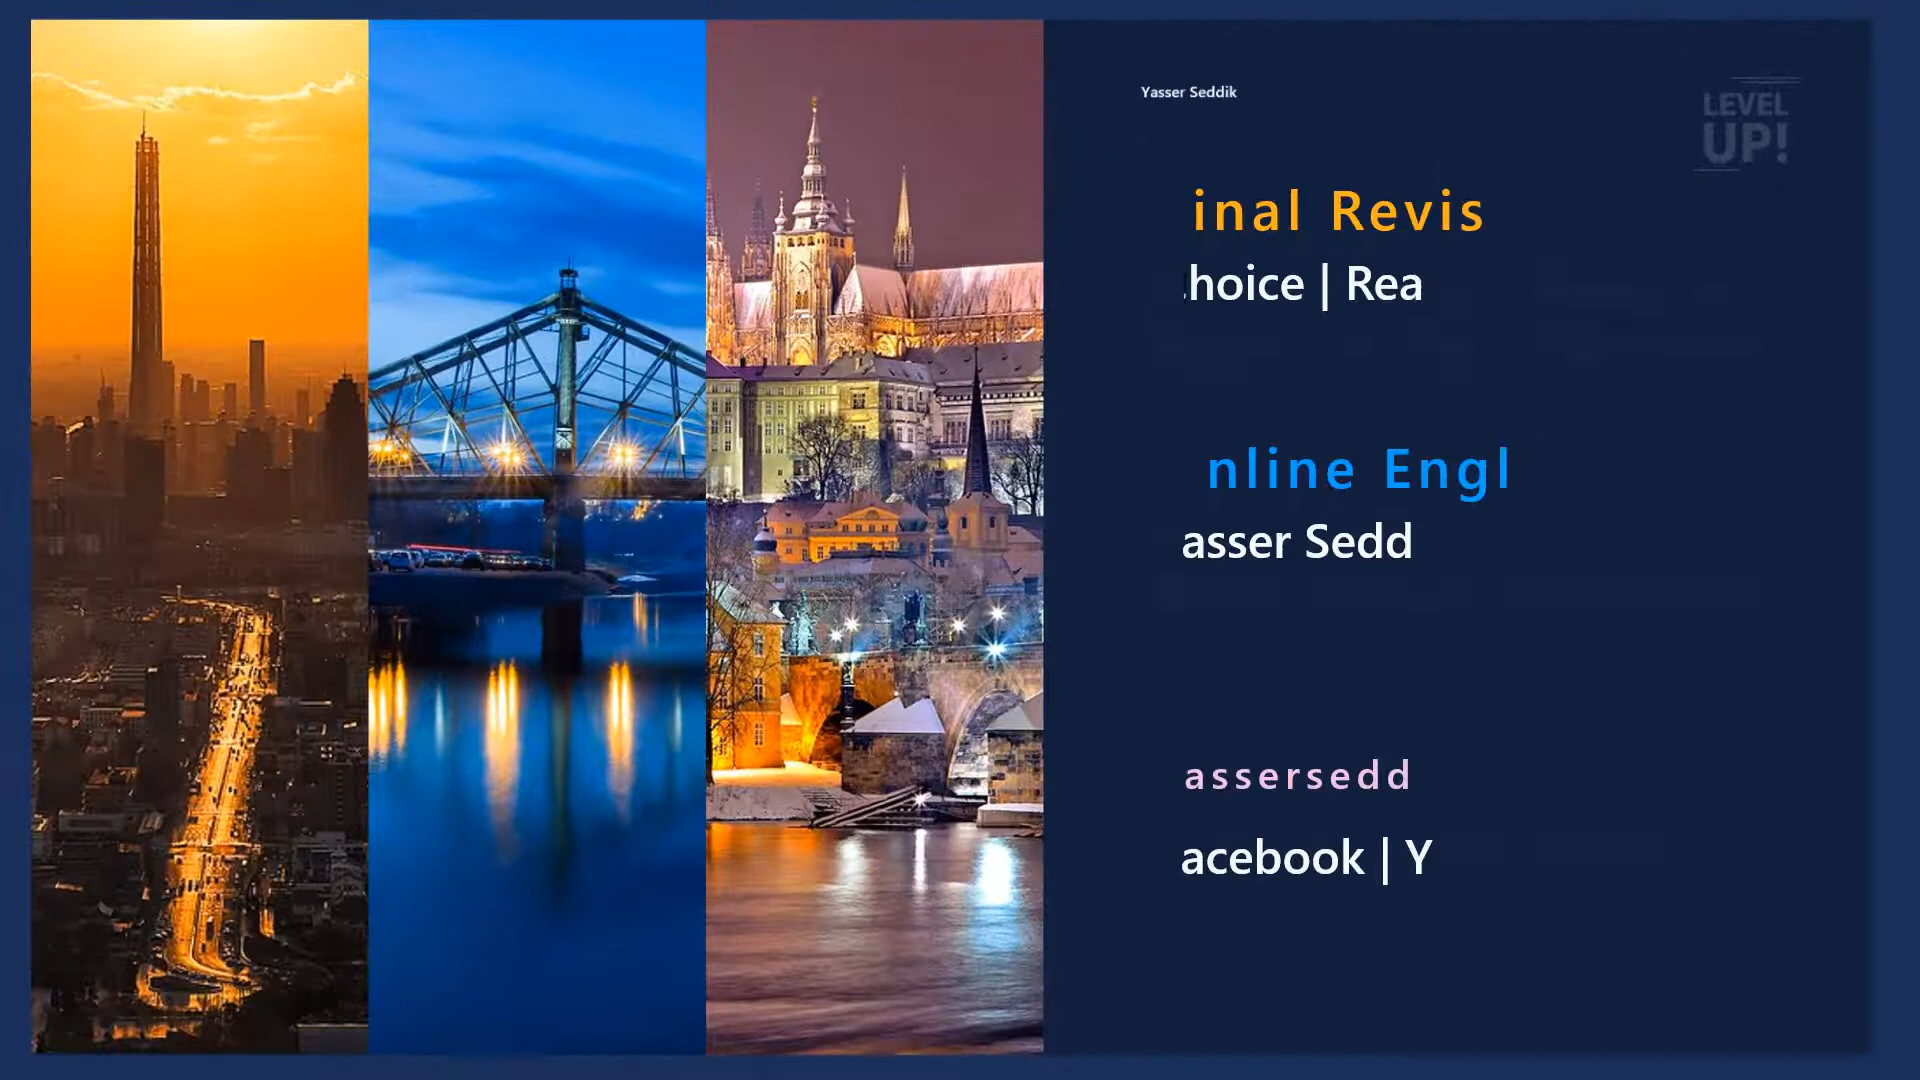 Yasser Seddik
LEVEL
UP!
inal Revis
hoice | Rea
nline Engl
asser Sedd
assersedd
acebook | Y